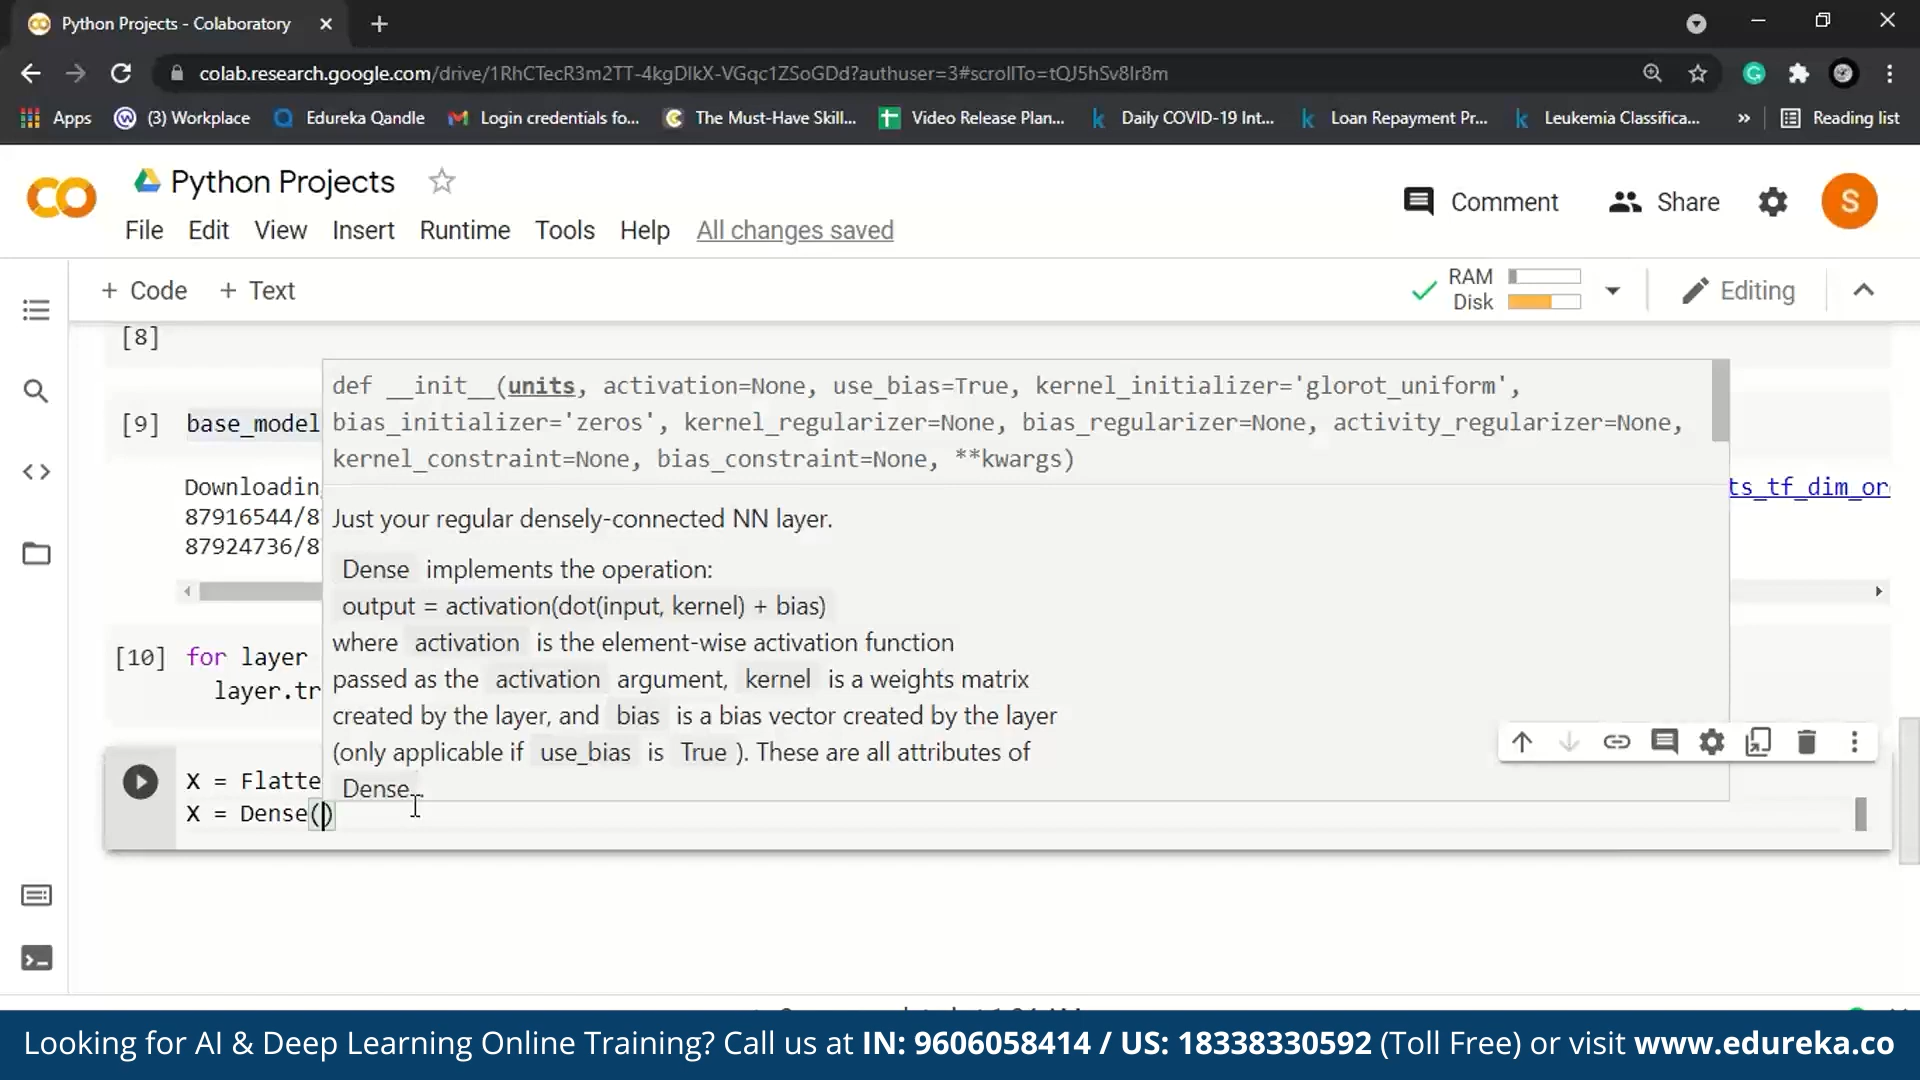 Python Projects - Colaboratory
colab.research.google.com/drive/1RhCTecR3m2TT-4kgDlkX-VGqc1ZSoGDd?authuser=3#scrollTo=tQJ5hSv8Ir8m
Apps (3) Workplace Edureka Qandle Login credentials fo... The Must-Have Skill... Video Release Plan... Daily COVID-19 Int... Loan Repayment Pr... Leukemia Classifica... » Reading list
Python Projects
Comment Share S
File Edit View Insert Runtime Tools Help All changes saved
+ Code + Text
RAM
Disk
Editing
[8]
def __init__(units, activation=None, use_bias=True, kernel_initializer='glorot_uniform',
[9] base_model
bias_initializer='zeros', kernel_regularizer=None, bias_regularizer=None, activity_regularizer=None,
kernel_constraint=None, bias_constraint=None, **kwargs)
Downloadin
ts_tf_dim_or
87916544/8
87924736/8
Just your regular densely-connected NN layer.
Dense implements the operation:
output = activation(dot(input, kernel) + bias)
where activation is the element-wise activation function
passed as the activation argument, kernel is a weights matrix
created by the layer, and bias is a bias vector created by the layer
(only applicable if use_bias is True ). These are all attributes of
Dense .
[10] for layer
layer.tr
X = Flatte
X = Dense()
Looking for AI & Deep Learning Online Training? Call us at IN: 9606058414 / US: 18338330592 (Toll Free) or visit www.edureka.co